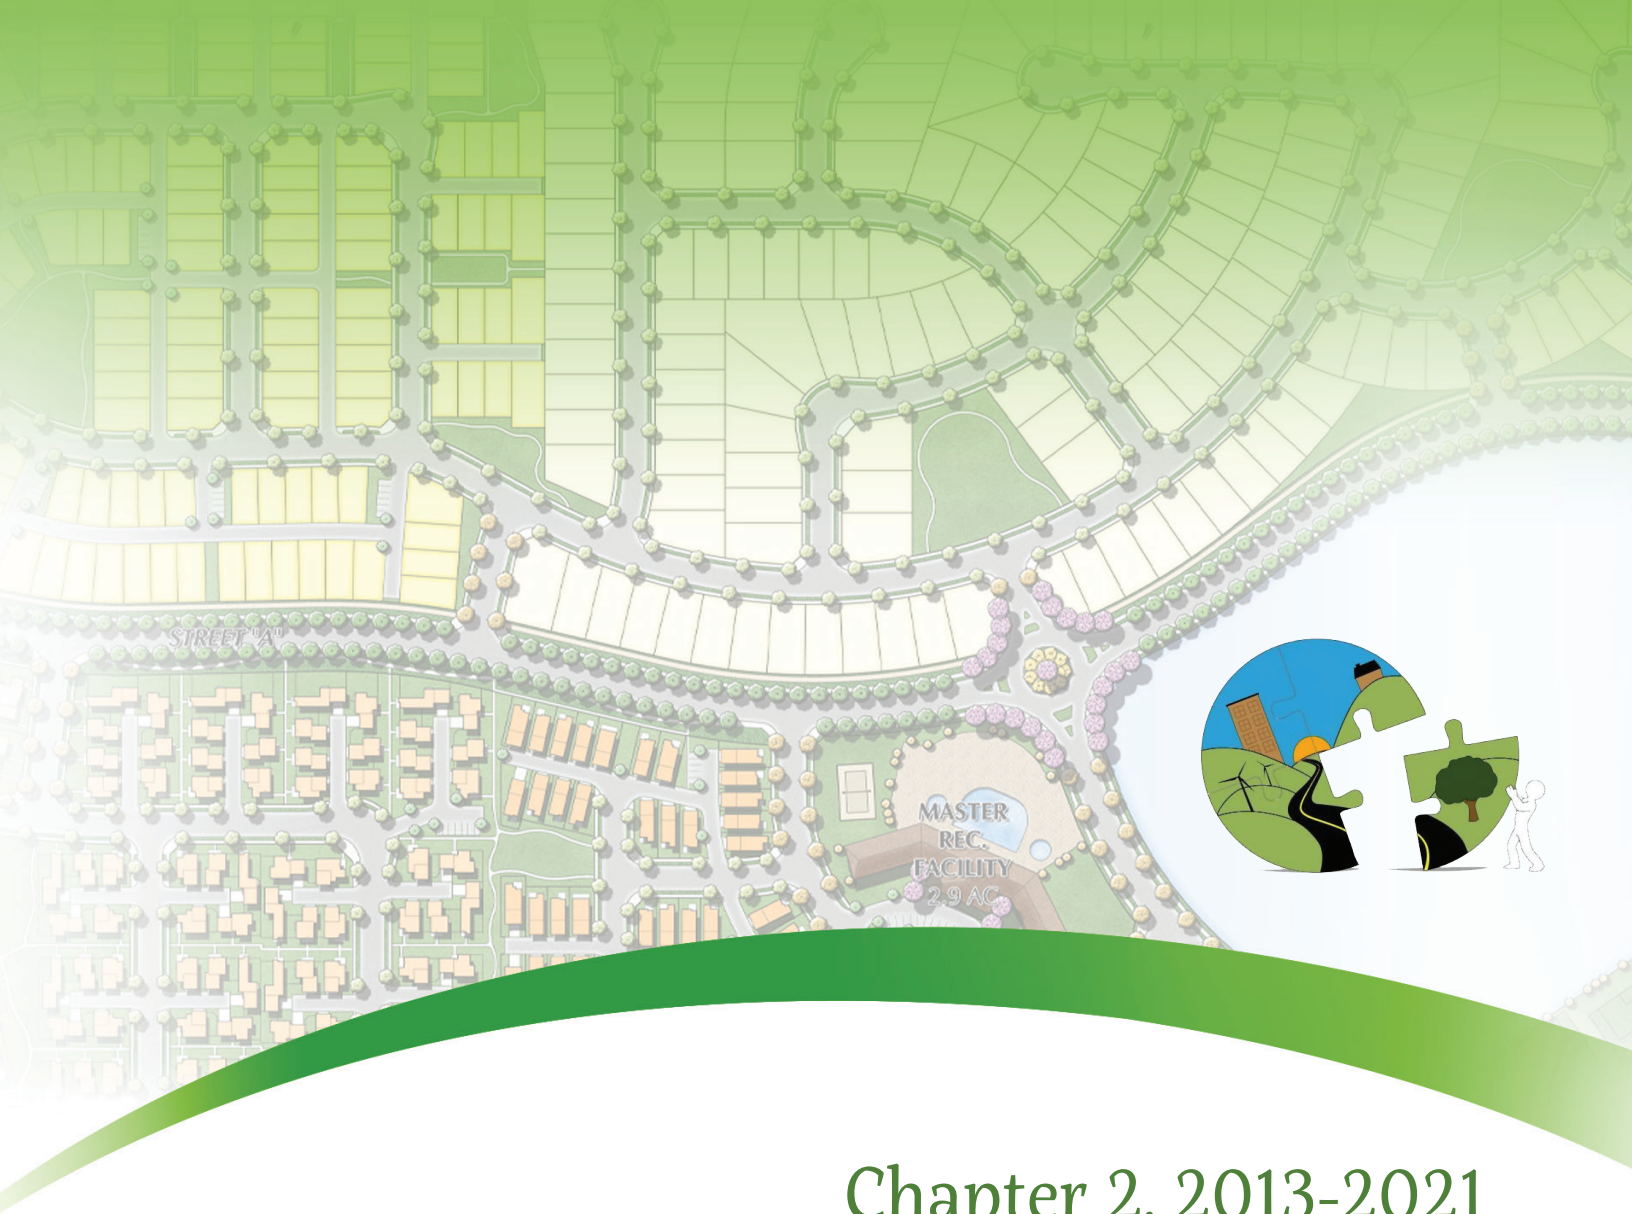 STREET "A"
MASTER
REC.
FACILITY
2.9 AC
Chapter 2, 2013-2021